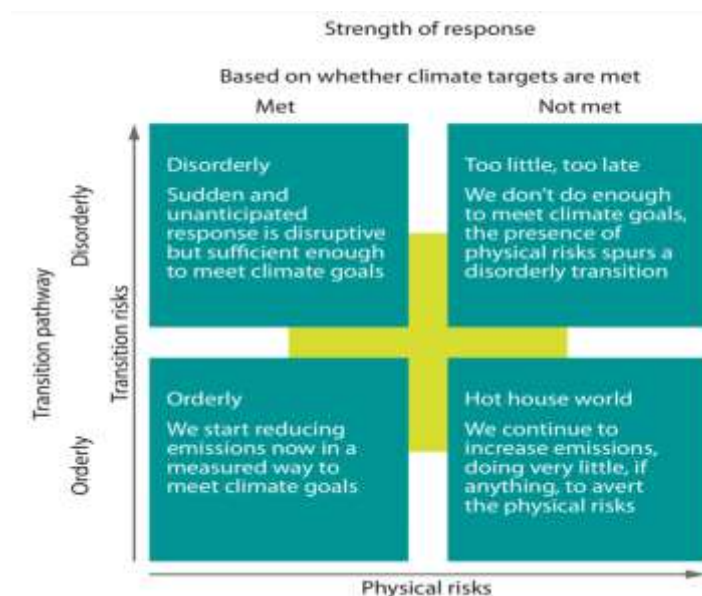 Strength of response
Based on whether climate targets are met
Met
Not met
Transition pathway
Disorderly
Orderly
Transition risks
Disorderly
Sudden and
unanticipated
response is disruptive
but sufficient enough
to meet climate goals
Too little, too late
We don't do enough
to meet climate goals,
the presence of
physical risks spurs a
disorderly transition
Orderly
We start reducing
emissions now in a
measured way to
meet climate goals
Hot house world
We continue to
increase emissions,
doing very little, if
anything, to avert
the physical risks
Physical risks